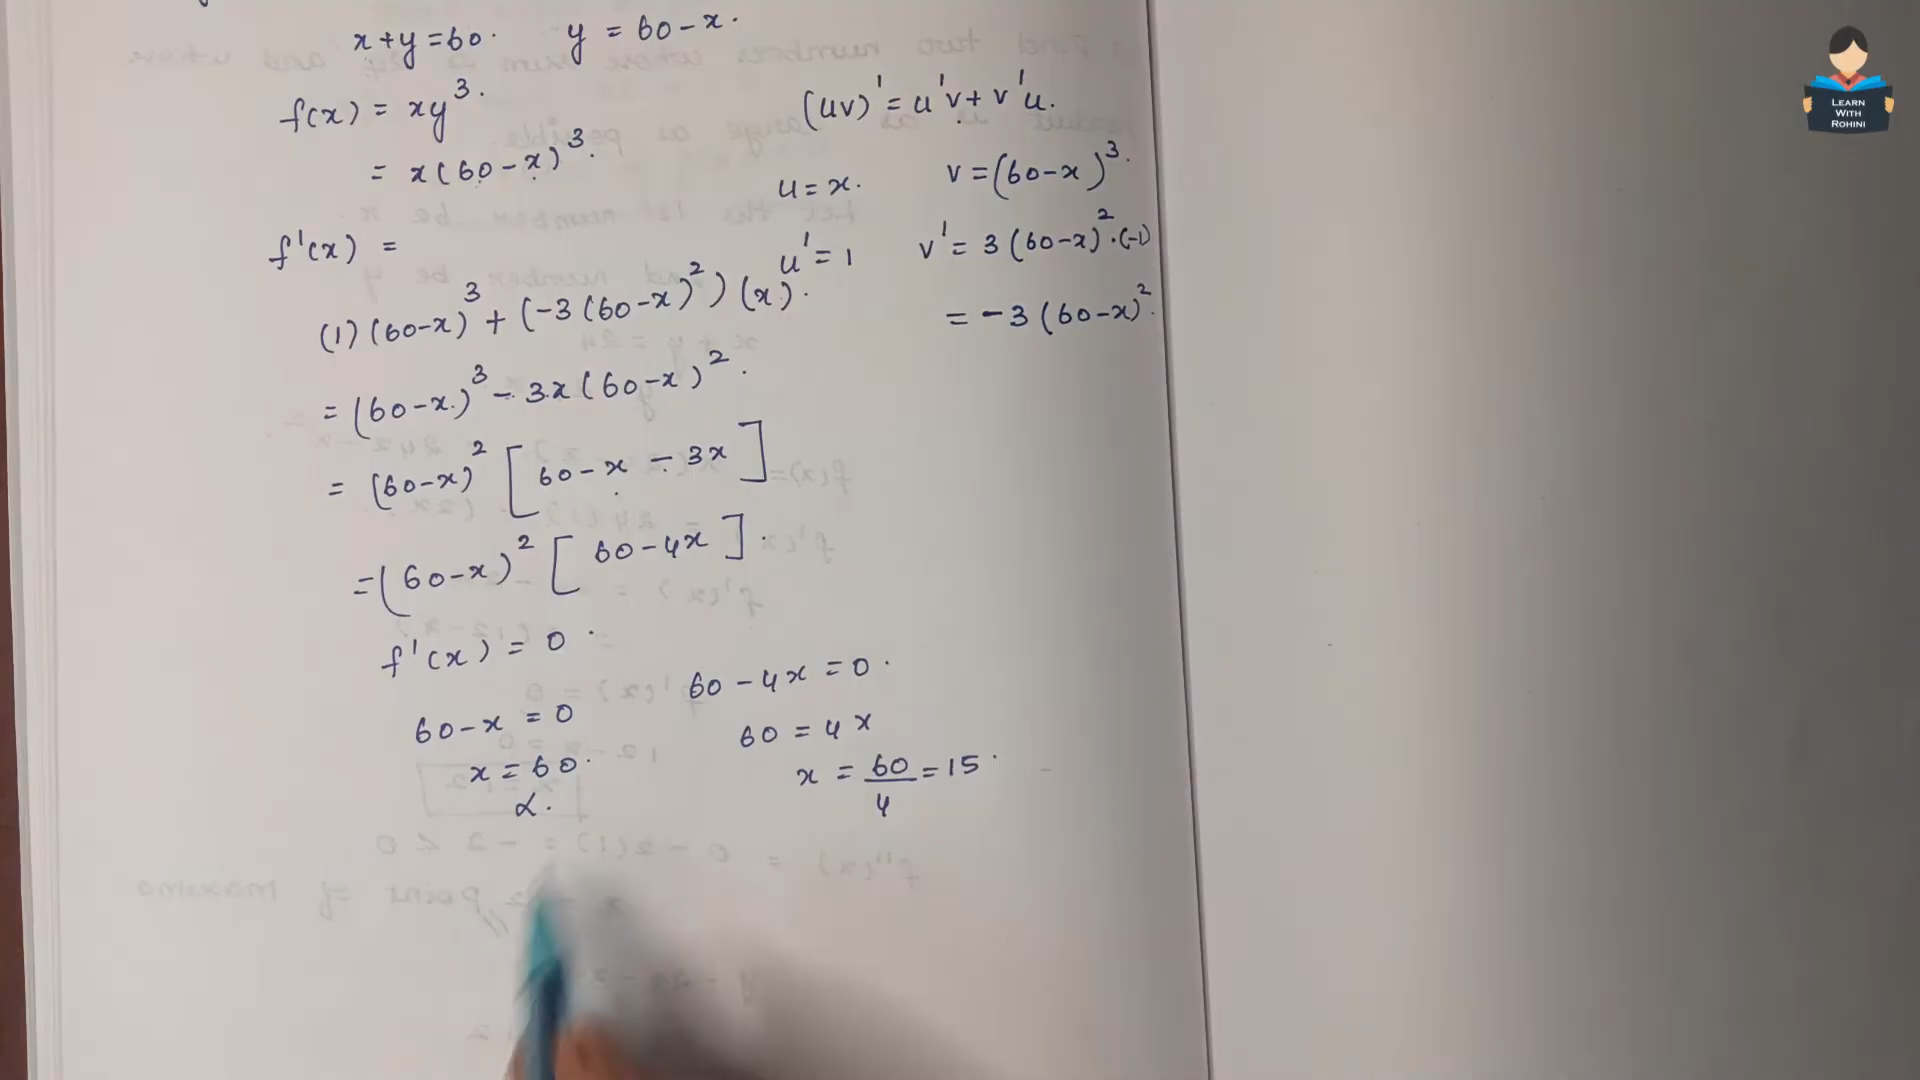 x+y=60. y = 60-x.
f(x) = xy³.
= x(60-x)³.
(uv)' = u'v + v'u.
u=x. v=(60-x)³.
u'=1 v'= 3(60-x)².(-1)
= -3(60-x)².
f'(x) =
(1)(60-x)³ + (-3(60-x)²)(x).
= (60-x)³ - 3x(60-x)².
= (60-x)² [60-x - 3x]
= (60-x)² [60-4x].
f'(x) = 0.
60-x = 0
x = 60.
60-4x = 0.
60 = 4x
x = 60/4 = 15.
LEARN
WITH
ROHINI